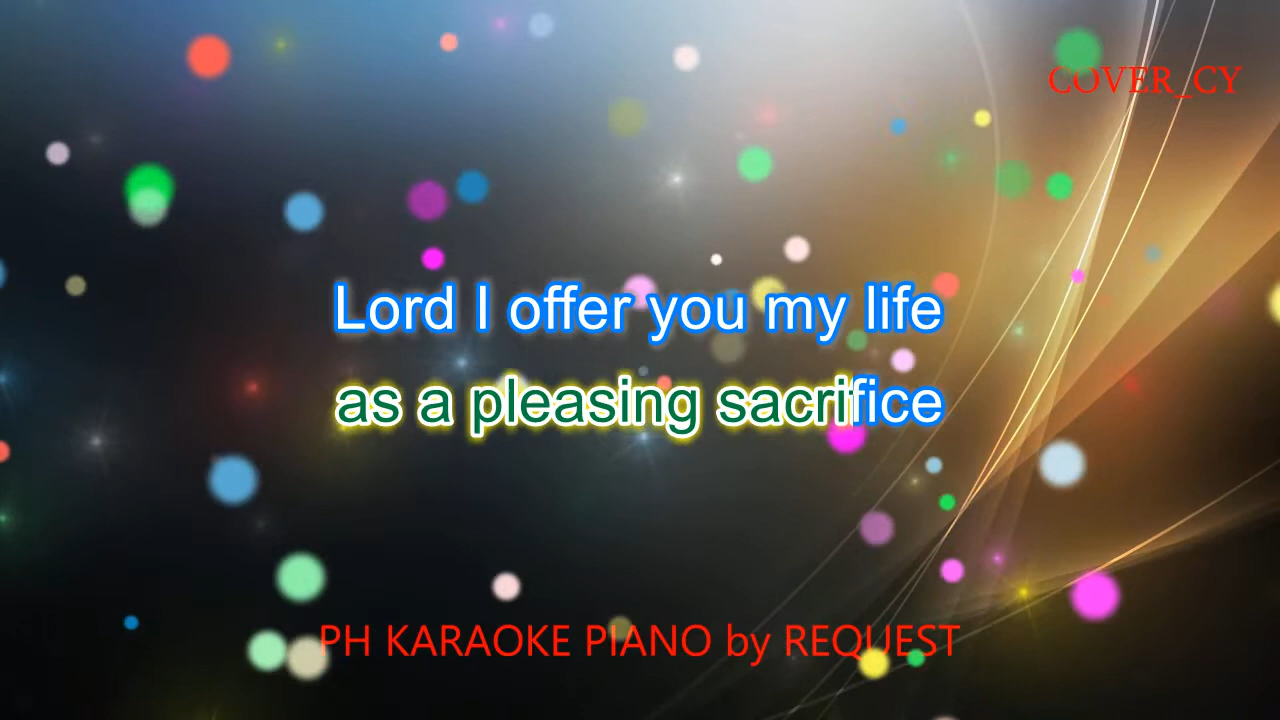 COVER_CY
Lord I offer you my life
as a pleasing sacrifice
PH KARAOKE PIANO by REQUEST